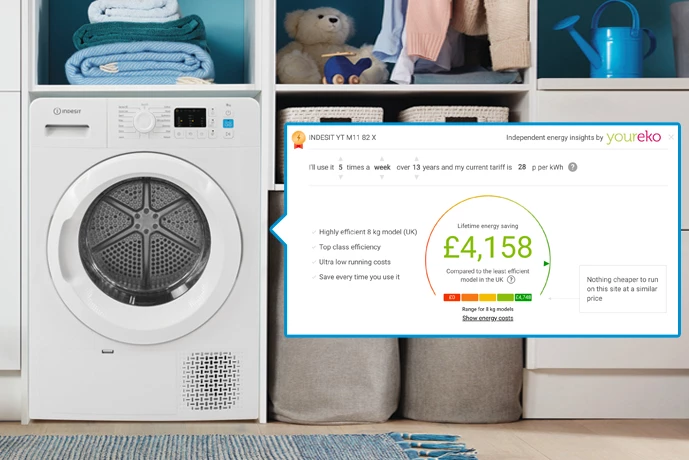 INDESIT
INDESIT YT M11 82 X
Independent energy insights by youreko
I'll use it 5 times a week over 13 years and my current tariff is 28 p per kWh ?
Highly efficient 8 kg model (UK)
Top class efficiency
Ultra low running costs
Save every time you use it
Lifetime energy saving
£4,158
Compared to the least efficient
model in the UK ?
£0 £4,748
Range for 8 kg models
Show energy costs
Nothing cheaper to run
on this site at a similar
price